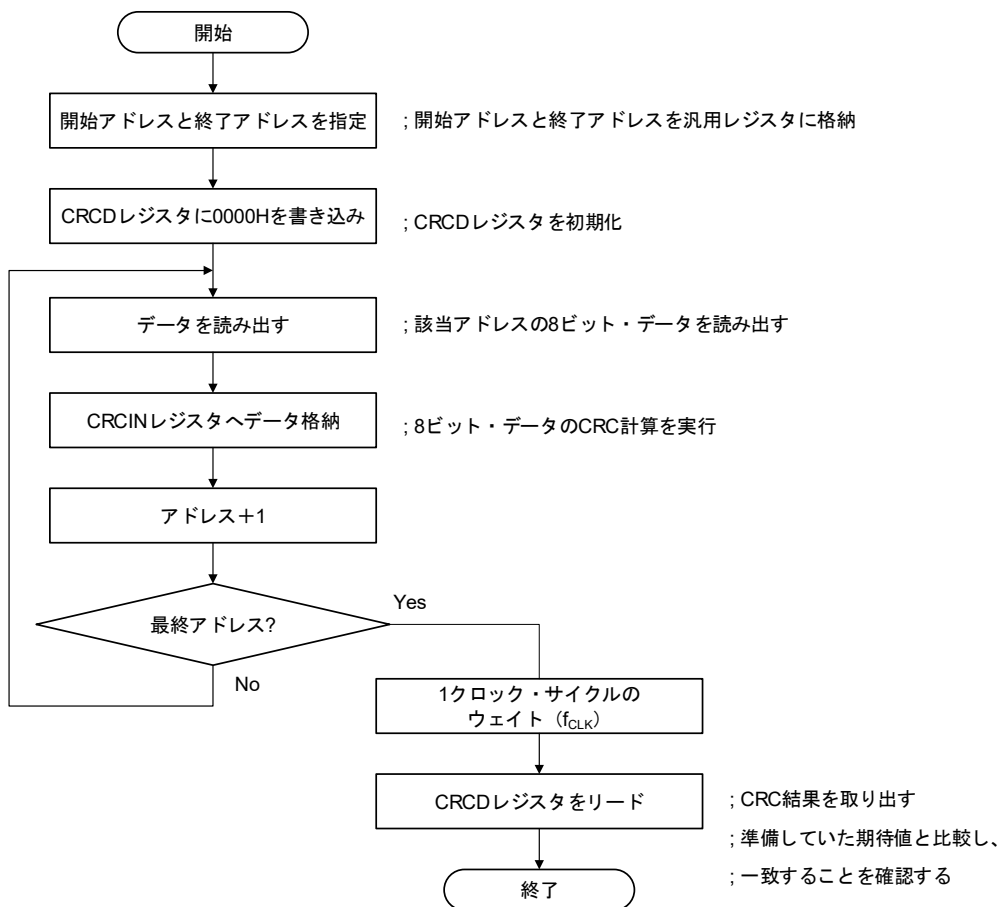 開始
開始アドレスと終了アドレスを指定
; 開始アドレスと終了アドレスを汎用レジスタに格納
CRCDレジスタに0000Hを書き込み
; CRCDレジスタを初期化
データを読み出す
; 該当アドレスの8ビット・データを読み出す
CRCINレジスタへデータ格納
; 8ビット・データのCRC計算を実行
アドレス＋1
最終アドレス?
Yes
No
1クロック・サイクルの
ウェイト（fCLK）
CRCDレジスタをリード
; CRC結果を取り出す
; 準備していた期待値と比較し、
; 一致することを確認する
終了